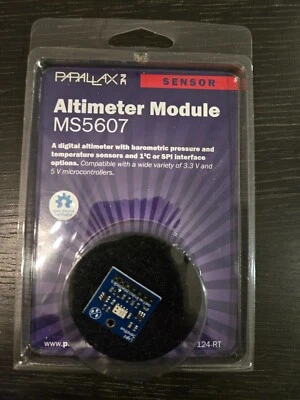 PARALLAX INC
SENSOR
Altimeter Module
MS5607
A digital altimeter with barometric pressure and
temperature sensors and I²C or SPI interface
options. Compatible with a wide variety of 3.3 V and
5 V microcontrollers.
www.p
124-RT